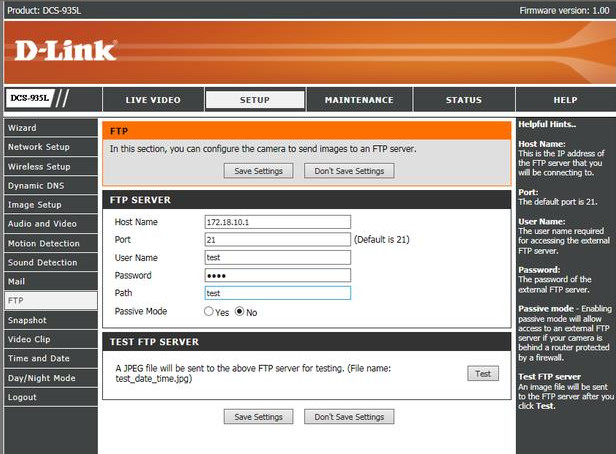 Product: DCS-935L
Firmware version: 1.00
D-Link
DCS-935L
LIVE VIDEO
SETUP
MAINTENANCE
STATUS
HELP
Wizard
Network Setup
Wireless Setup
Dynamic DNS
Image Setup
Audio and Video
Motion Detection
Sound Detection
Mail
FTP
Snapshot
Video Clip
Time and Date
Day/Night Mode
Logout
FTP
In this section, you can configure the camera to send images to an FTP server.
Save Settings
Don't Save Settings
FTP SERVER
Host Name
172.18.10.1
Port
21
(Default is 21)
User Name
test
Password
●●●●
Path
test
Passive Mode
Yes
No
TEST FTP SERVER
A JPEG file will be sent to the above FTP server for testing. (File name:
test_date_time.jpg)
Test
Save Settings
Don't Save Settings
Helpful Hints..
Host Name:
This is the IP address of
the FTP server that you
will be connecting to.
Port:
The default port is 21.
User Name:
The user name required
for accessing the external
FTP server.
Password:
The password of the
external FTP server.
Passive mode - Enabling
passive mode will allow
access to an external FTP
server if your camera is
behind a router protected
by a firewall.
Test FTP server
An image file will be sent
to the FTP server after you
click Test.